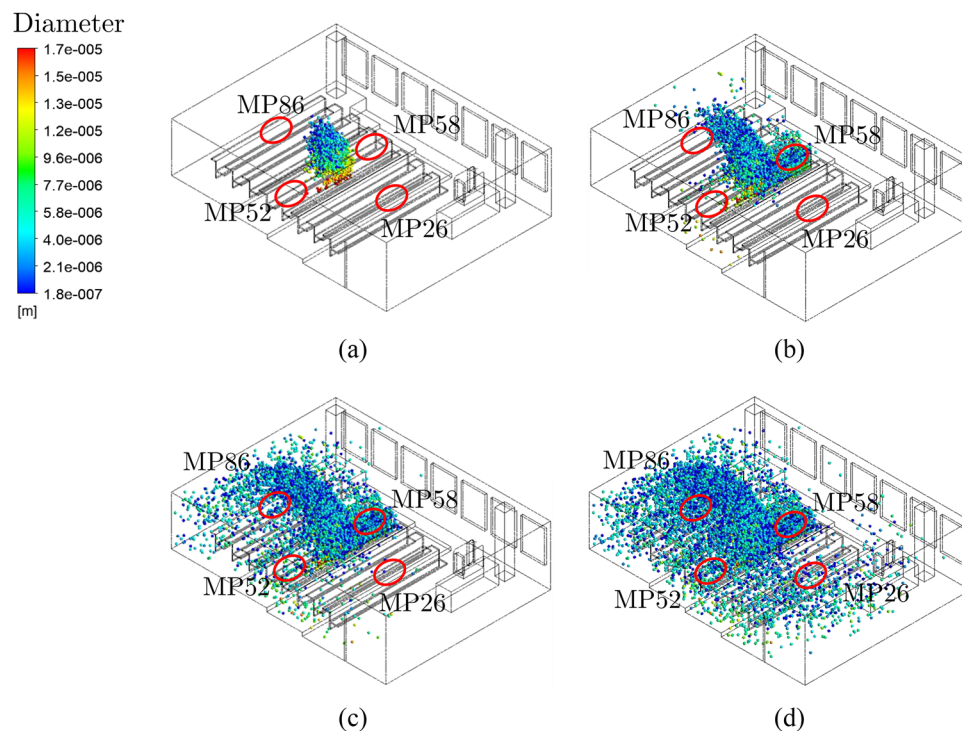 Diameter
1.7e-005
1.5e-005
1.3e-005
1.2e-005
9.6e-006
7.7e-006
5.8e-006
4.0e-006
2.1e-006
1.8e-007
[m]
MP86
MP58
MP52
MP26
(a)
MP86
MP58
MP52
MP26
(b)
MP86
MP58
MP52
MP26
(c)
MP86
MP58
MP52
MP26
(d)